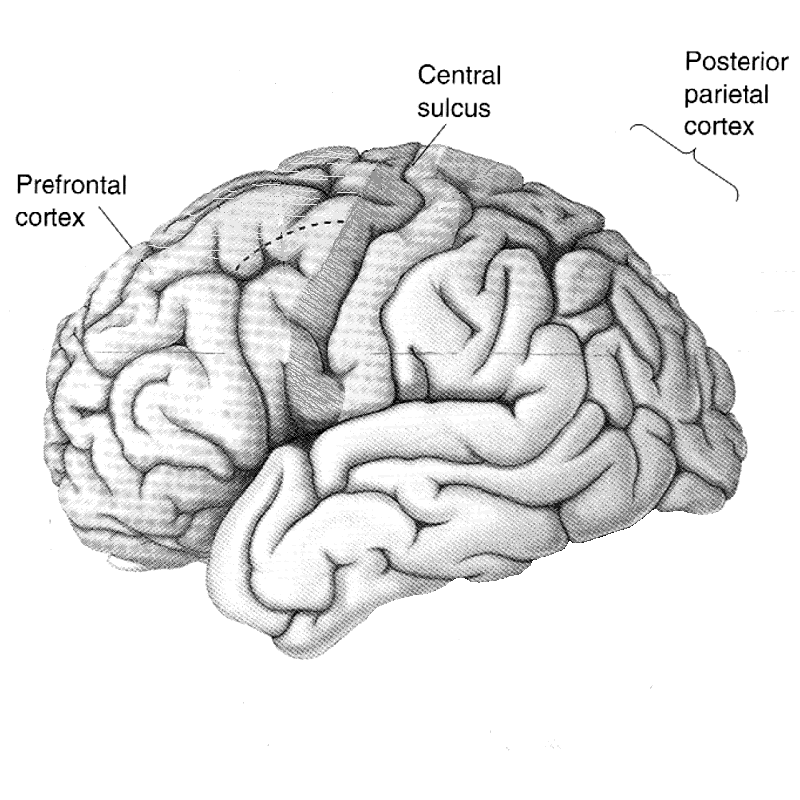 Central
sulcus
Posterior
parietal
cortex
Prefrontal
cortex